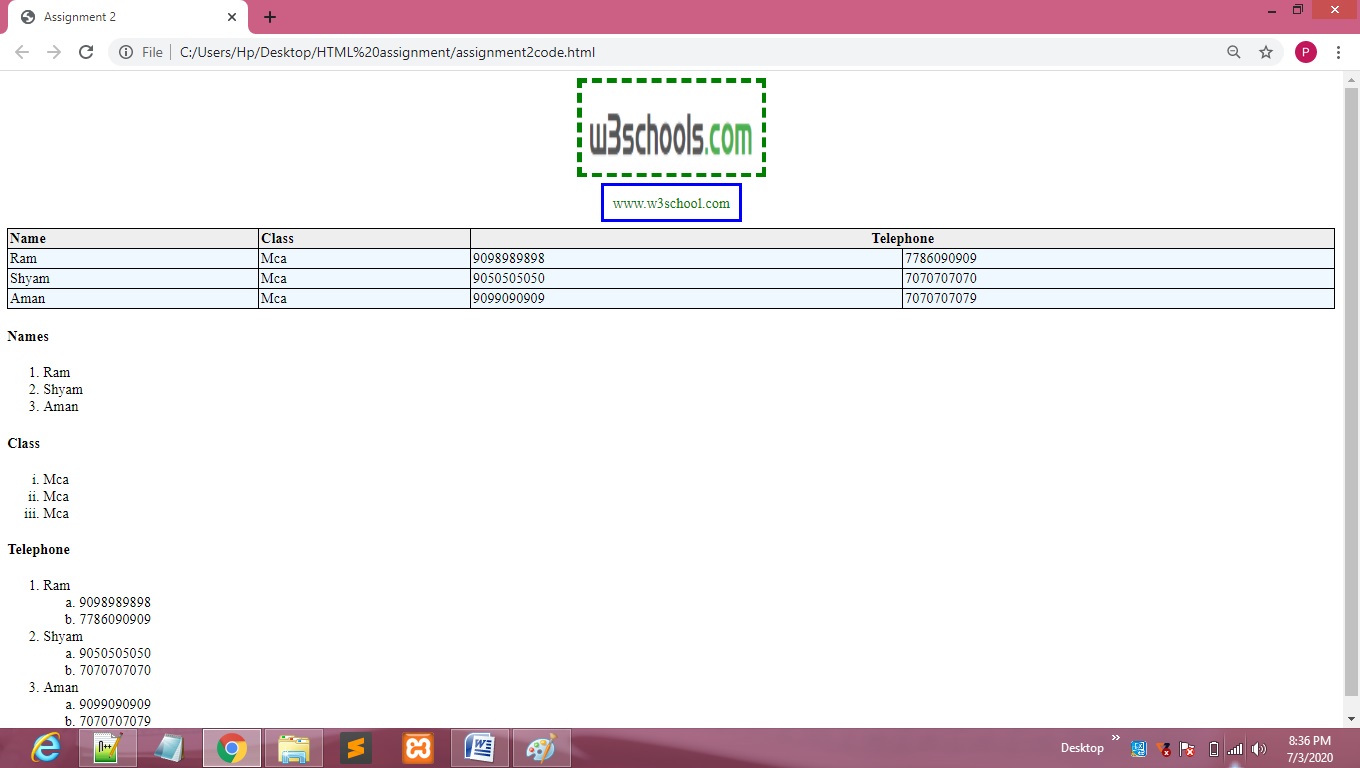 Assignment 2
File C:/Users/Hp/Desktop/HTML%20assignment/assignment2code.html
P
w3schools.com
www.w3school.com
Name Class Telephone
Ram Mca 9098989898 7786090909
Shyam Mca 9050505050 7070707070
Aman Mca 9099090909 7070707079
Names
1. Ram
2. Shyam
3. Aman
Class
i. Mca
ii. Mca
iii. Mca
Telephone
1. Ram
a. 9098989898
b. 7786090909
2. Shyam
a. 9050505050
b. 7070707070
3. Aman
a. 9099090909
b. 7070707079
Desktop
8:36 PM
7/3/2020